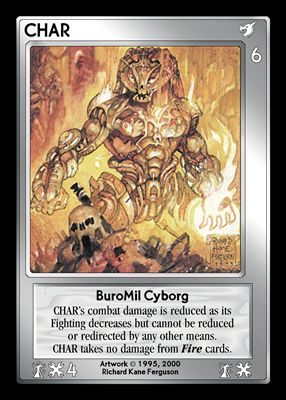 CHAR
6
BuroMil Cyborg
CHAR's combat damage is reduced as its
Fighting decreases but cannot be reduced
or redirected by any other means.
CHAR takes no damage from Fire cards.
4
Artwork © 1995, 2000
Richard Kane Ferguson